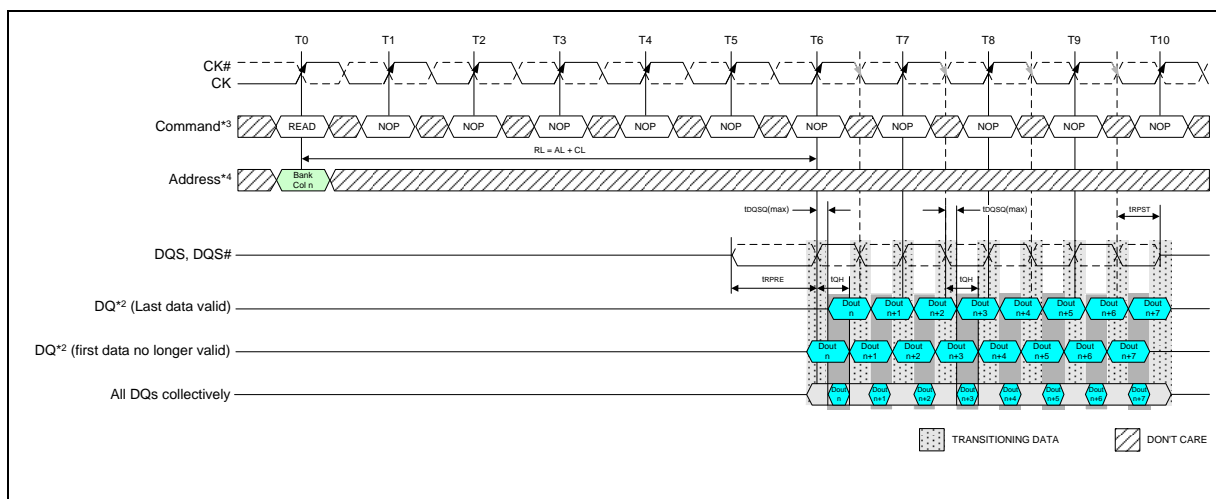 T0 T1 T2 T3 T4 T5 T6 T7 T8 T9 T10
CK#
CK
Command*3 READ NOP NOP NOP NOP NOP NOP NOP NOP NOP NOP
RL = AL + CL
Address*4 Bank
Col n
tDQSQ(max) tDQSQ(max) tRPST
DQS, DQS#
tRPRE tQH tQH
DQ*2 (Last data valid) Dout n Dout n+1 Dout n+2 Dout n+3 Dout n+4 Dout n+5 Dout n+6 Dout n+7
DQ*2 (first data no longer valid) Dout n Dout n+1 Dout n+2 Dout n+3 Dout n+4 Dout n+5 Dout n+6 Dout n+7
All DQs collectively Dout n Dout n+1 Dout n+2 Dout n+3 Dout n+4 Dout n+5 Dout n+6 Dout n+7
TRANSITIONING DATA DON'T CARE